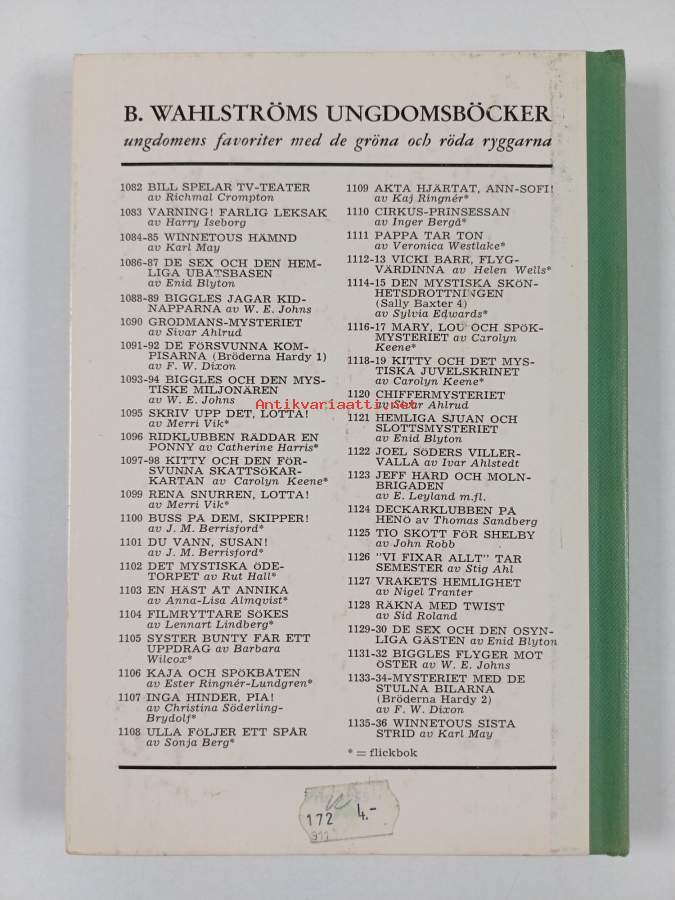 B. WAHLSTRÖMS UNGDOMSBÖCKER
ungdomens favoriter med de gröna och röda ryggarna
1082 BILL SPELAR TV-TEATER
av Richmal Crompton
1083 VARNING! FARLIG LEKSAK
av Harry Iseborg
1084-85 WINNETOUS HÄMND
av Karl May
1086-87 DE SEX OCH DEN HEM-
LIGA UBÅTSBASEN
av Enid Blyton
1088-89 BIGGLES JAGAR KID-
NAPPARNA av W. E. Johns
1090 GRODMANS-MYSTERIET
av Sivar Ahlrud
1091-92 DE FÖRSVUNNA KOM-
PISARNA (Bröderna Hardy 1)
av F. W. Dixon
1093-94 BIGGLES OCH DEN MYS-
TISKE MILJONÄREN
av W. E. Johns
1095 SKRIV UPP DET, LOTTA!
av Merri Vik*
1096 RIDKLUBBEN RÄDDAR EN
PONNY av Catherine Harris*
1097-98 KITTY OCH DEN FÖR-
SVUNNA SKATTSÖKAR-
KARTAN av Carolyn Keene*
1099 RENA SNURREN, LOTTA!
av Merri Vik*
1100 BUSS PÅ DEM, SKIPPER!
av J. M. Berrisford*
1101 DU VANN, SUSAN!
av J. M. Berrisford*
1102 DET MYSTISKA ÖDE-
TORPET av Rut Hall*
1103 EN HÄST ÅT ANNIKA
av Anna-Lisa Almqvist*
1104 FILMRYTTARE SÖKES
av Lennart Lindberg*
1105 SYSTER BUNTY FÅR ETT
UPPDRAG av Barbara
Wilcox*
1106 KAJA OCH SPÖKBÅTEN
av Ester Ringnér-Lundgren*
1107 INGA HINDER, PIA!
av Christina Söderling-
Brydolf*
1108 ULLA FÖLJER ETT SPÅR
av Sonja Berg*
1109 AKTA HJÄRTAT, ANN-SOFI!
av Kaj Ringnér*
1110 CIRKUS-PRINSESSAN
av Inger Bergå*
1111 PAPPA TAR TON
av Veronica Westlake*
1112-13 VICKI BARR, FLYG-
VÄRDINNA av Helen Wells*
1114-15 DEN MYSTISKA SKÖN-
HETSDROTTNINGEN
(Sally Baxter 4)
av Sylvia Edwards*
1116-17 MARY, LOU OCH SPÖK-
MYSTERIET av Carolyn
Keene*
1118-19 KITTY OCH DET MYS-
TISKA JUVELSKRINET
av Carolyn Keene*
1120 CHIFFERMYSTERIET
av Sivar Ahlrud
1121 HEMLIGA SJUAN OCH
SLOTTSMYSTERIET
av Enid Blyton
1122 JOEL SÖDERS VILLER-
VALLA av Ivar Ahlstedt
1123 JEFF HÅRD OCH MOLN-
BRIGADEN
av E. Leyland m.fl.
1124 DECKARKLUBBEN PÅ
HENÖ av Thomas Sandberg
1125 TIO SKOTT FÖR SHELBY
av John Robb
1126 "VI FIXAR ALLT" TAR
SEMESTER av Stig Ahl
1127 VRAKETS HEMLIGHET
av Nigel Tranter
1128 RÄKNA MED TWIST
av Sid Roland
1129-30 DE SEX OCH DEN OSYN-
LIGA GÄSTEN av Enid Blyton
1131-32 BIGGLES FLYGER MOT
ÖSTER av W. E. Johns
1133-34-MYSTERIET MED DE
STULNA BILARNA
(Bröderna Hardy 2)
av F. W. Dixon
1135-36 WINNETOUS SISTA
STRID av Karl May
* = flickbok
Antikvariaatti.net
172 4.-